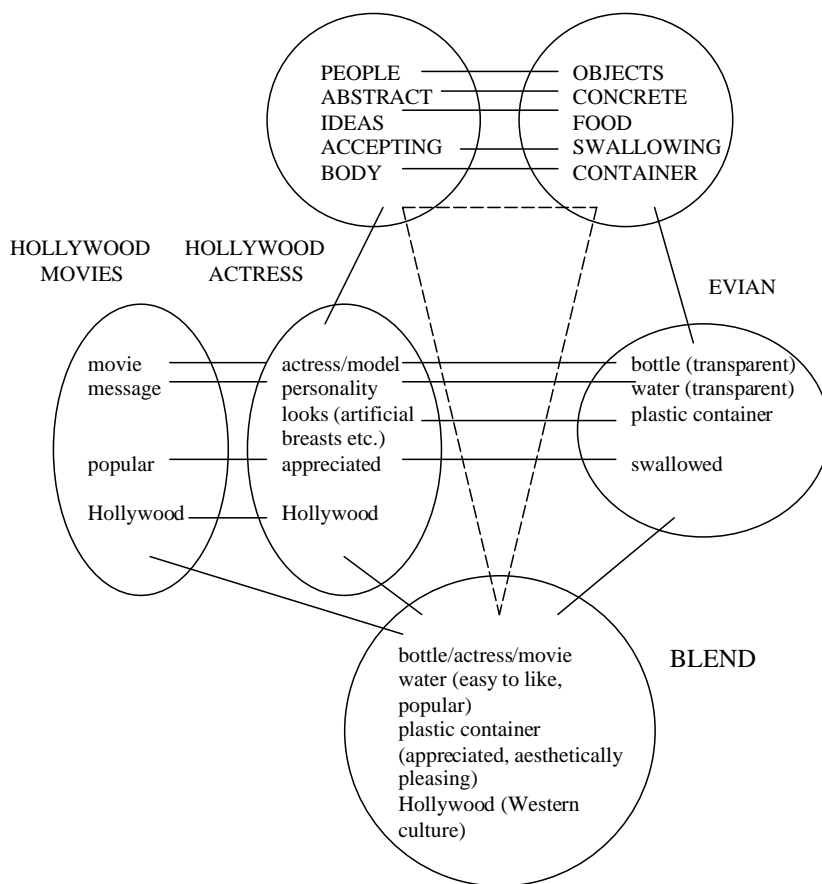 PEOPLE
ABSTRACT
IDEAS
ACCEPTING
BODY
OBJECTS
CONCRETE
FOOD
SWALLOWING
CONTAINER
HOLLYWOOD
MOVIES
HOLLYWOOD
ACTRESS
EVIAN
movie
message
popular
Hollywood
actress/model
personality
looks (artificial
breasts etc.)
appreciated
Hollywood
bottle (transparent)
water (transparent)
plastic container
swallowed
bottle/actress/movie
water (easy to like,
popular)
plastic container
(appreciated, aesthetically
pleasing)
Hollywood (Western
culture)
BLEND